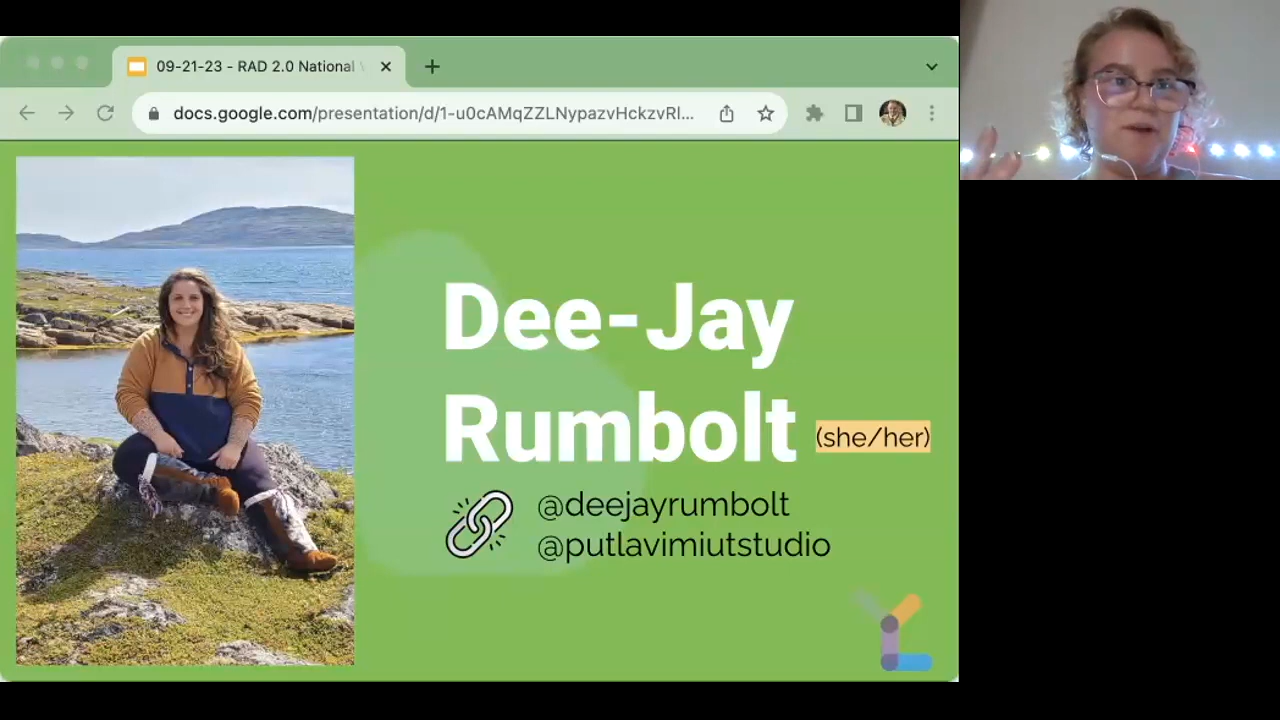 09-21-23 - RAD 2.0 National
docs.google.com/presentation/d/1-u0cAMqZZLNypazvHckzvRl...
Dee-Jay
Rumbolt (she/her)
@deejayrumbolt
@putlavimiutstudio